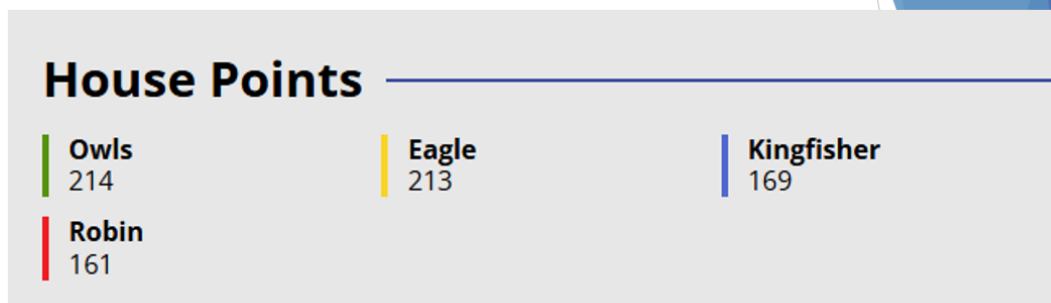 House Points
Owls
214
Eagle
213
Kingfisher
169
Robin
161